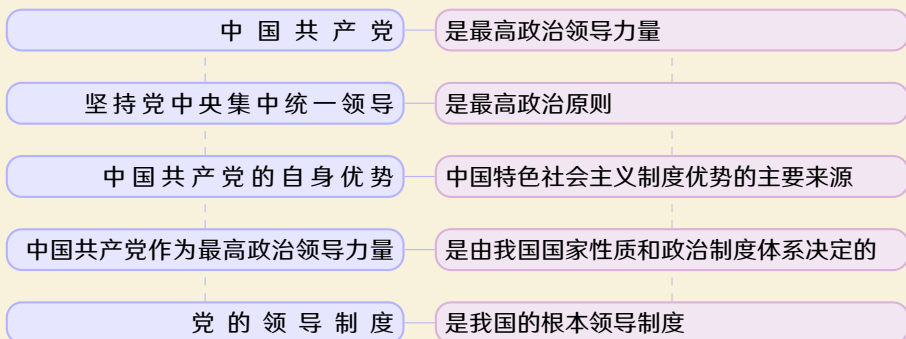 中国共产党 是最高政治领导力量
坚持党中央集中统一领导 是最高政治原则
中国共产党的自身优势 中国特色社会主义制度优势的主要来源
中国共产党作为最高政治领导力量 是由我国国家性质和政治制度体系决定的
党的领导制度 是我国的根本领导制度